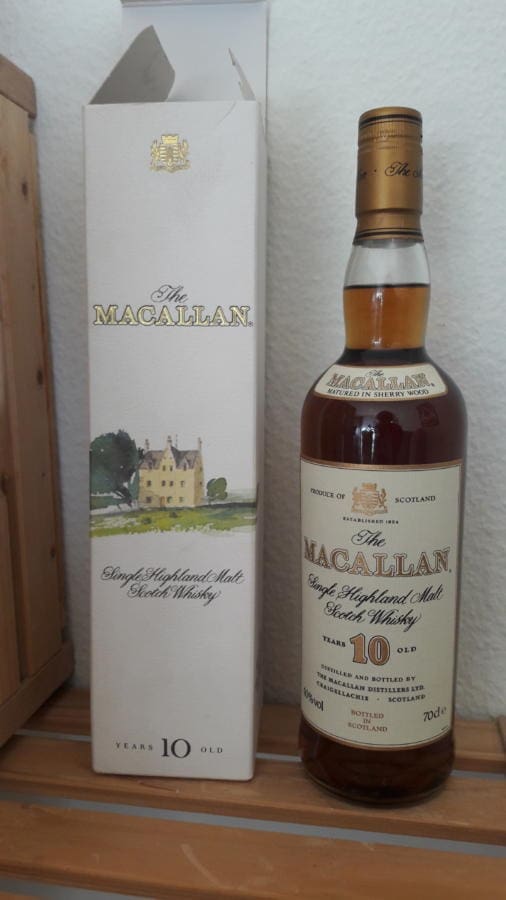 The
MACALLAN®
Single Highland Malt
Scotch Whisky
YEARS 10 OLD
The
The
MACALLAN®
MATURED IN SHERRY WOOD
PRODUCE OF SCOTLAND
ESTABLISHED 1824
The
MACALLAN®
Single Highland Malt
Scotch Whisky
YEARS 10 OLD
DISTILLED AND BOTTLED BY
THE MACALLAN DISTILLERS LTD.
CRAIGELLACHIE · SCOTLAND
40%vol BOTTLED 70cl e
IN
SCOTLAND